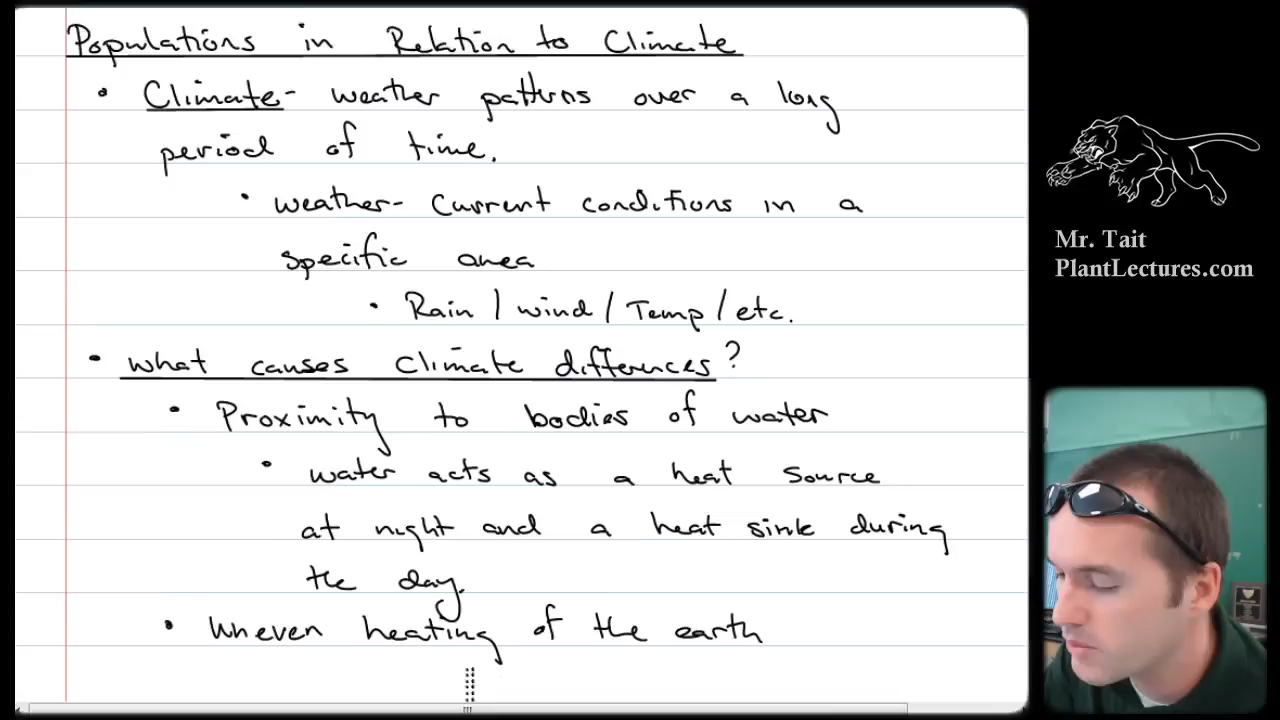 Populations in Relation to Climate
• Climate - weather patterns over a long
period of time.
• weather - current conditions in a
specific area
• Rain / wind / Temp / etc.
• what causes Climate differences?
• Proximity to bodies of water
• water acts as a heat source
at night and a heat sink during
the day.
• Uneven heating of the earth
Mr. Tait
PlantLectures.com